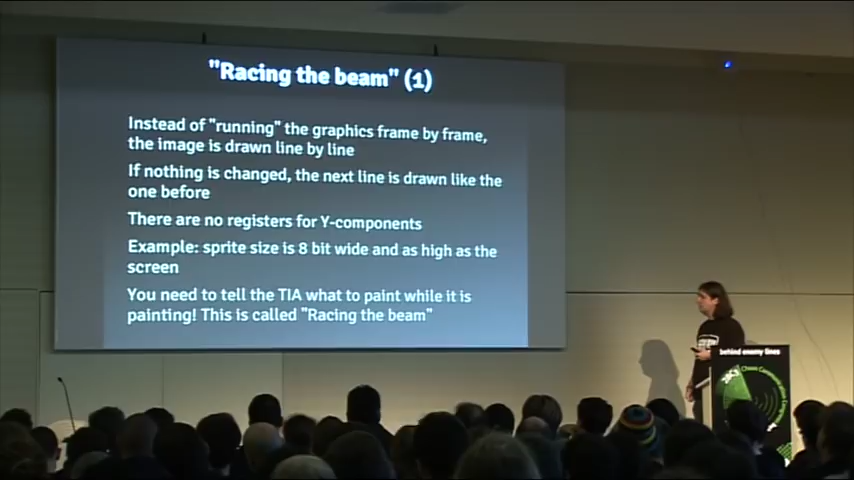 "Racing the beam" (1)
Instead of "running" the graphics frame by frame,
the image is drawn line by line
If nothing is changed, the next line is drawn like the
one before
There are no registers for Y-components
Example: sprite size is 8 bit wide and as high as the
screen
You need to tell the TIA what to paint while it is
painting! This is called "Racing the beam"
behind enemy lines